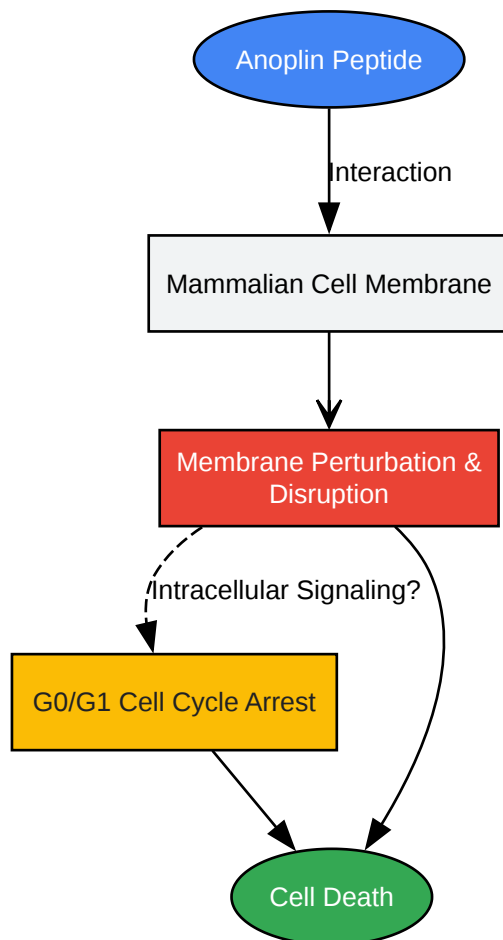 Anoplin Peptide
Interaction
Mammalian Cell Membrane
Membrane Perturbation &
Disruption
Intracellular Signaling?
G0/G1 Cell Cycle Arrest
Cell Death